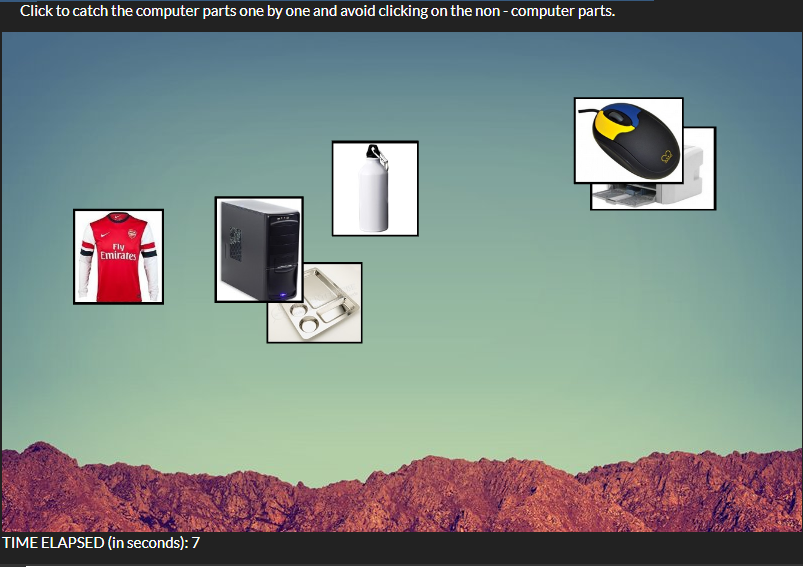 Click to catch the computer parts one by one and avoid clicking on the non - computer parts.
Fly
Emirates
TIME ELAPSED (in seconds): 7